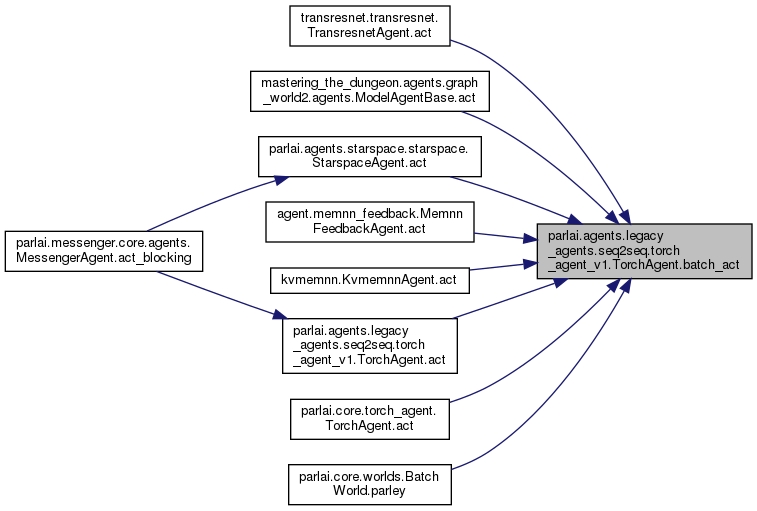 transresnet.transresnet.
TransresnetAgent.act
mastering_the_dungeon.agents.graph
_world2.agents.ModelAgentBase.act
parlai.agents.starspace.starspace.
StarspaceAgent.act
agent.memnn_feedback.Memnn
FeedbackAgent.act
parlai.agents.legacy
_agents.seq2seq.torch
_agent_v1.TorchAgent.batch_act
parlai.messenger.core.agents.
MessengerAgent.act_blocking
kvmemnn.KvmemnnAgent.act
parlai.agents.legacy
_agents.seq2seq.torch
_agent_v1.TorchAgent.act
parlai.core.torch_agent.
TorchAgent.act
parlai.core.worlds.Batch
World.parley